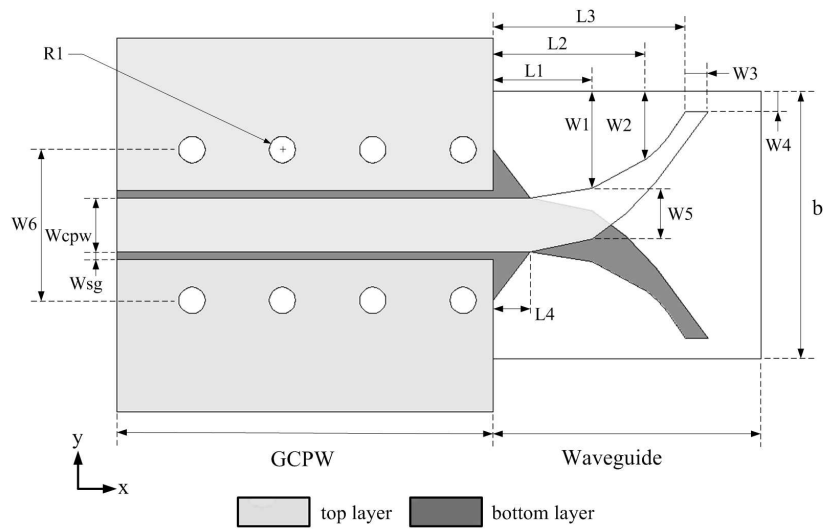 L3
L2
R1
L1
W3
W1
W2
W4
W6
Wcpw
W5
b
Wsg
L4
GCPW
Waveguide
y
x
top layer
bottom layer